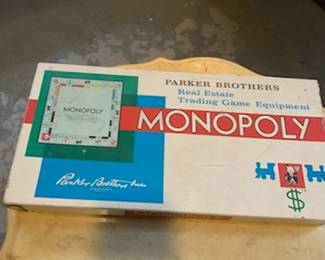 PARKER BROTHERS
Real Estate
Trading Game Equipment
MONOPOLY
MONOPOLY
Parker Brothers Inc
$